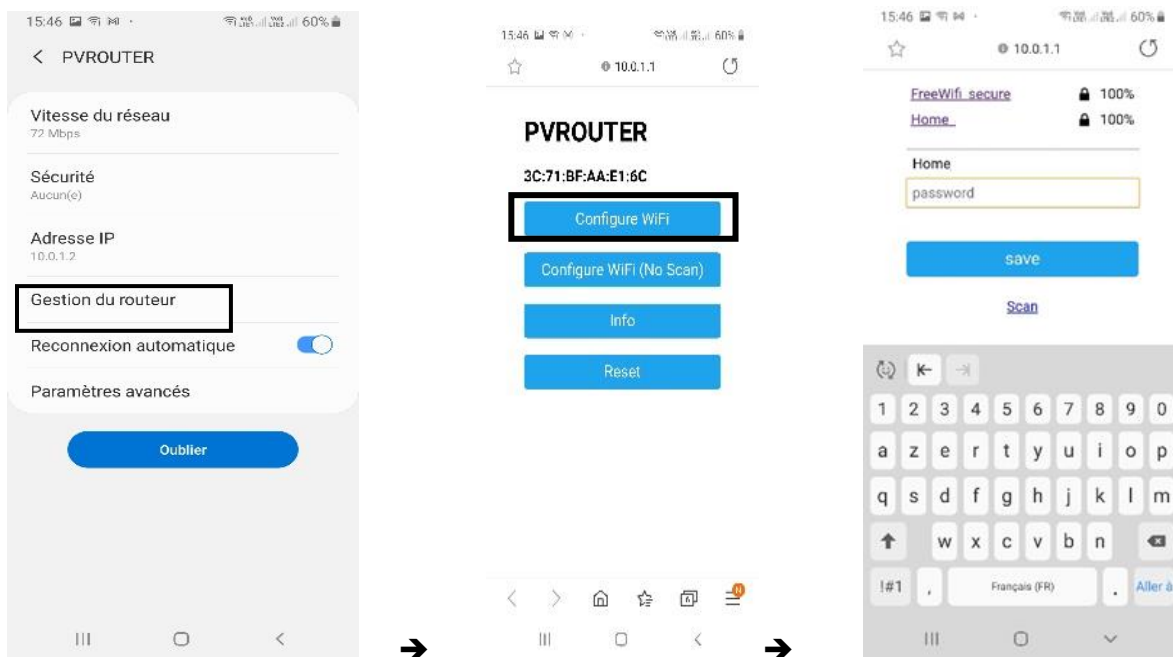 15:46 60%
PVROUTER
Vitesse du réseau
72 Mbps
Sécurité
Aucun(e)
Adresse IP
10.0.1.2
Gestion du routeur
Reconnexion automatique
Paramètres avancés
Oublier
15:46 60%
10.0.1.1
PVROUTER
3C:71:BF:AA:E1:6C
Configure WiFi
Configure WiFi (No Scan)
Info
Reset
15:46 60%
10.0.1.1
FreeWifi_secure 100%
Home_ 100%
Home
password
save
Scan
1 2 3 4 5 6 7 8 9 0
a z e r t y u i o p
q s d f g h j k l m
w x c v b n
!#1 , Français (FR) . Aller à